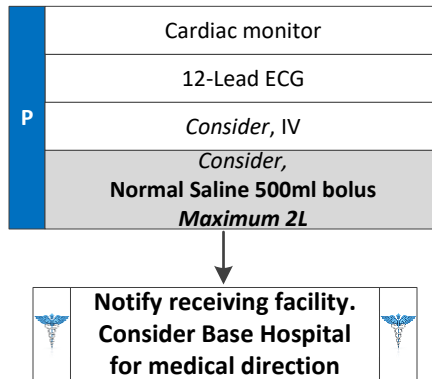 Cardiac monitor
12-Lead ECG
P
Consider, IV
Consider,
Normal Saline 500ml bolus
Maximum 2L
Notify receiving facility.
Consider Base Hospital
for medical direction